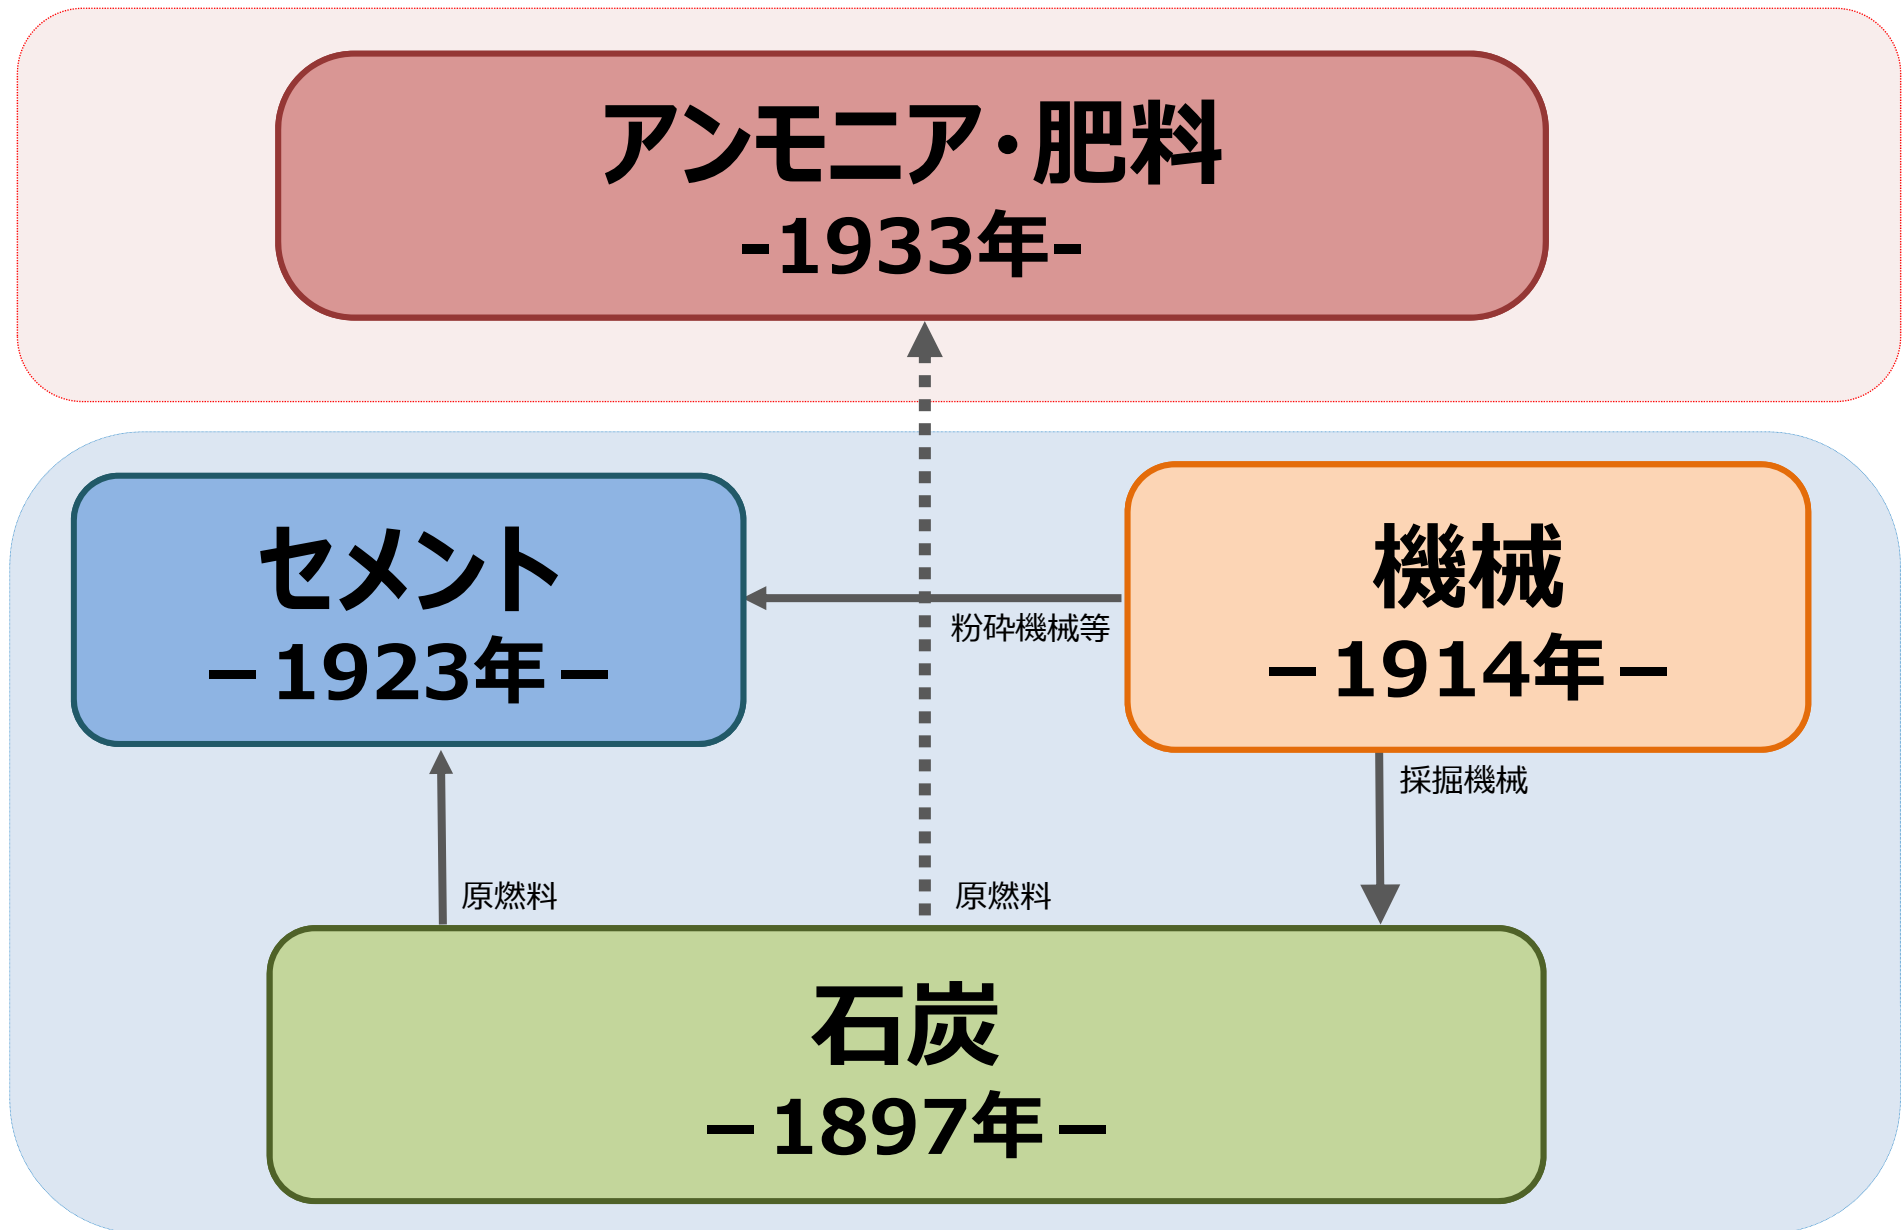 アンモニア・肥料
-1933年-
セメント
－1923年－
機械
－1914年－
粉砕機械等
採掘機械
原燃料
原燃料
石炭
－1897年－